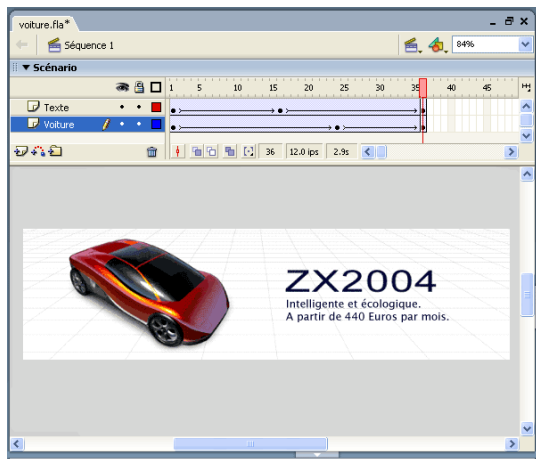 voiture.fla*
Séquence 1
84%
Scénario
1 5 10 15 20 25 30 35 40 45
Texte
Voiture
36 12.0 ips 2.9s
ZX2004
Intelligente et écologique.
A partir de 440 Euros par mois.